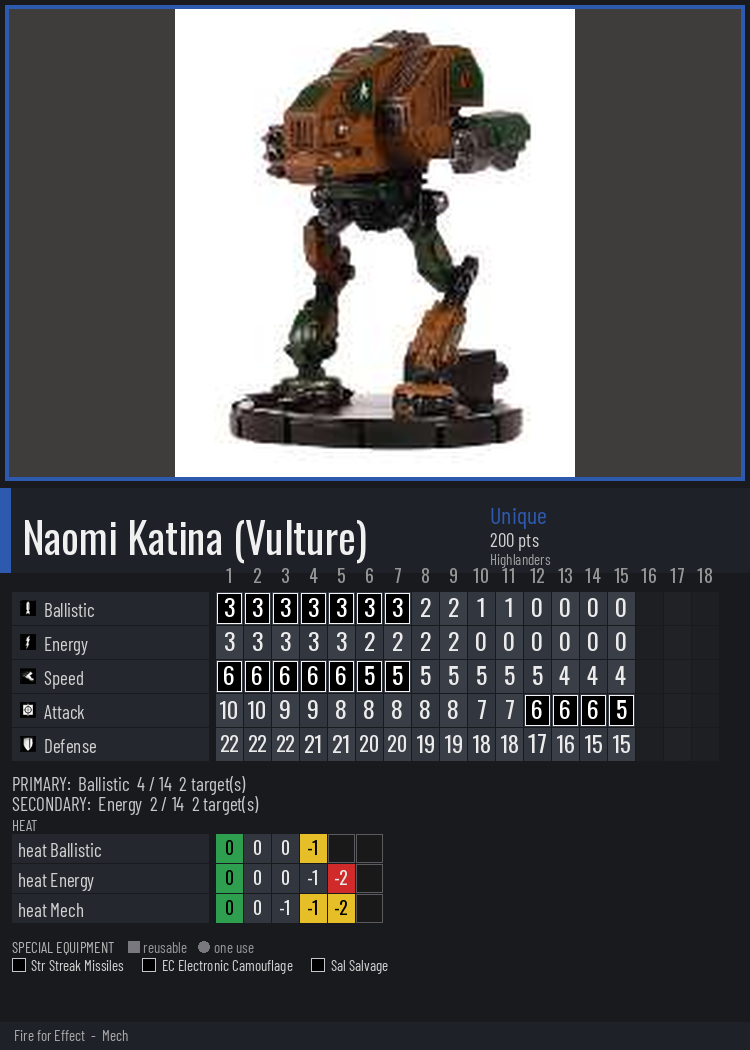 Naomi Katina (Vulture)
Unique
200 pts
Highlanders
1 2 3 4 5 6 7 8 9 10 11 12 13 14 15 16 17 18
Ballistic 3 3 3 3 3 3 3 2 2 1 1 0 0 0 0
Energy 3 3 3 3 3 2 2 2 2 0 0 0 0 0 0
Speed 6 6 6 6 6 5 5 5 5 5 5 5 4 4 4
Attack 10 10 9 9 8 8 8 8 8 7 7 6 6 6 5
Defense 22 22 22 21 21 20 20 19 19 18 18 17 16 15 15
PRIMARY: Ballistic 4 / 14 2 target(s)
SECONDARY: Energy 2 / 14 2 target(s)
HEAT
heat Ballistic 0 0 0 -1
heat Energy 0 0 0 -1 -2
heat Mech 0 0 -1 -1 -2
SPECIAL EQUIPMENT reusable one use
Str Streak Missiles EC Electronic Camouflage Sal Salvage
Fire for Effect - Mech